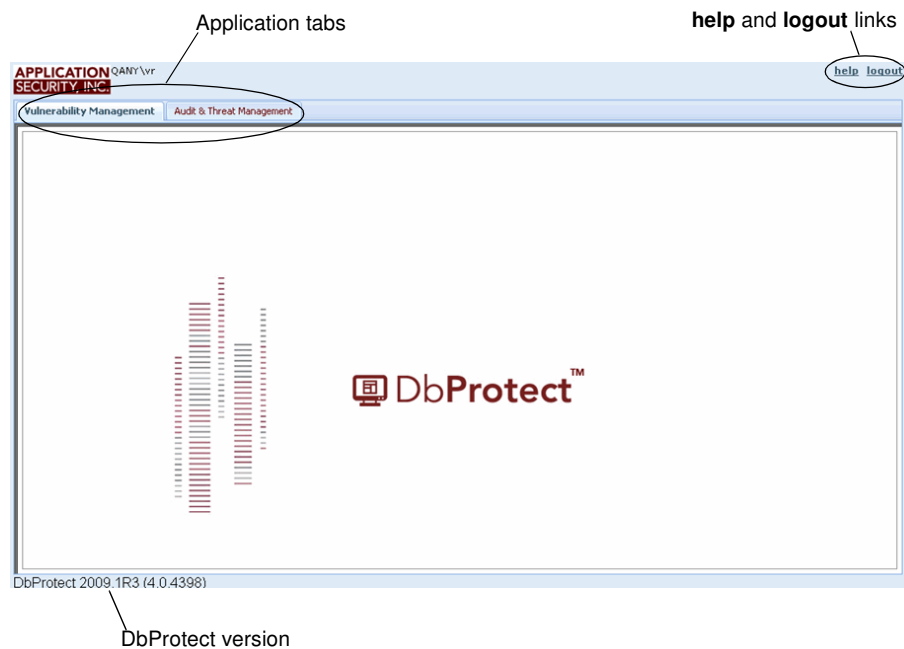 Application tabs
help and logout links
APPLICATION QANY\vr
SECURITY, INC.
help logout
Vulnerability Management Audit & Threat Management
DbProtect™
DbProtect 2009.1R3 (4.0.4398)
DbProtect version